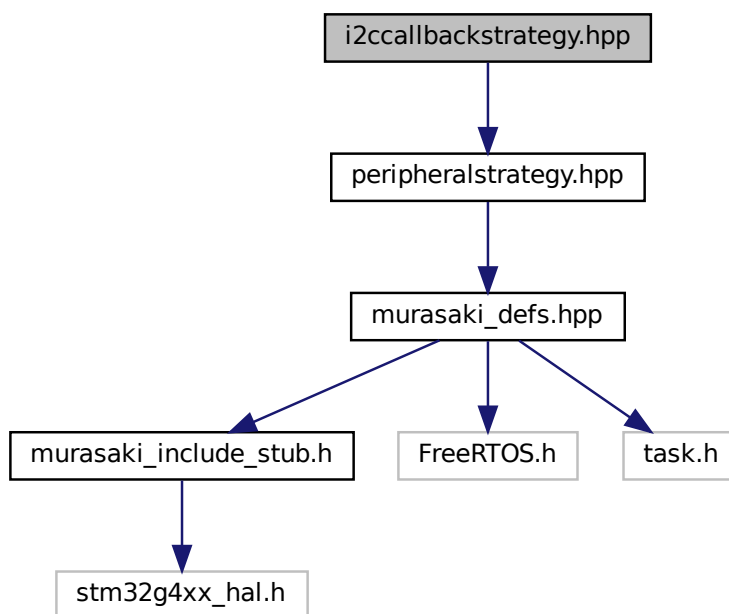 i2ccallbackstrategy.hpp
peripheralstrategy.hpp
murasaki_defs.hpp
murasaki_include_stub.h
FreeRTOS.h
task.h
stm32g4xx_hal.h